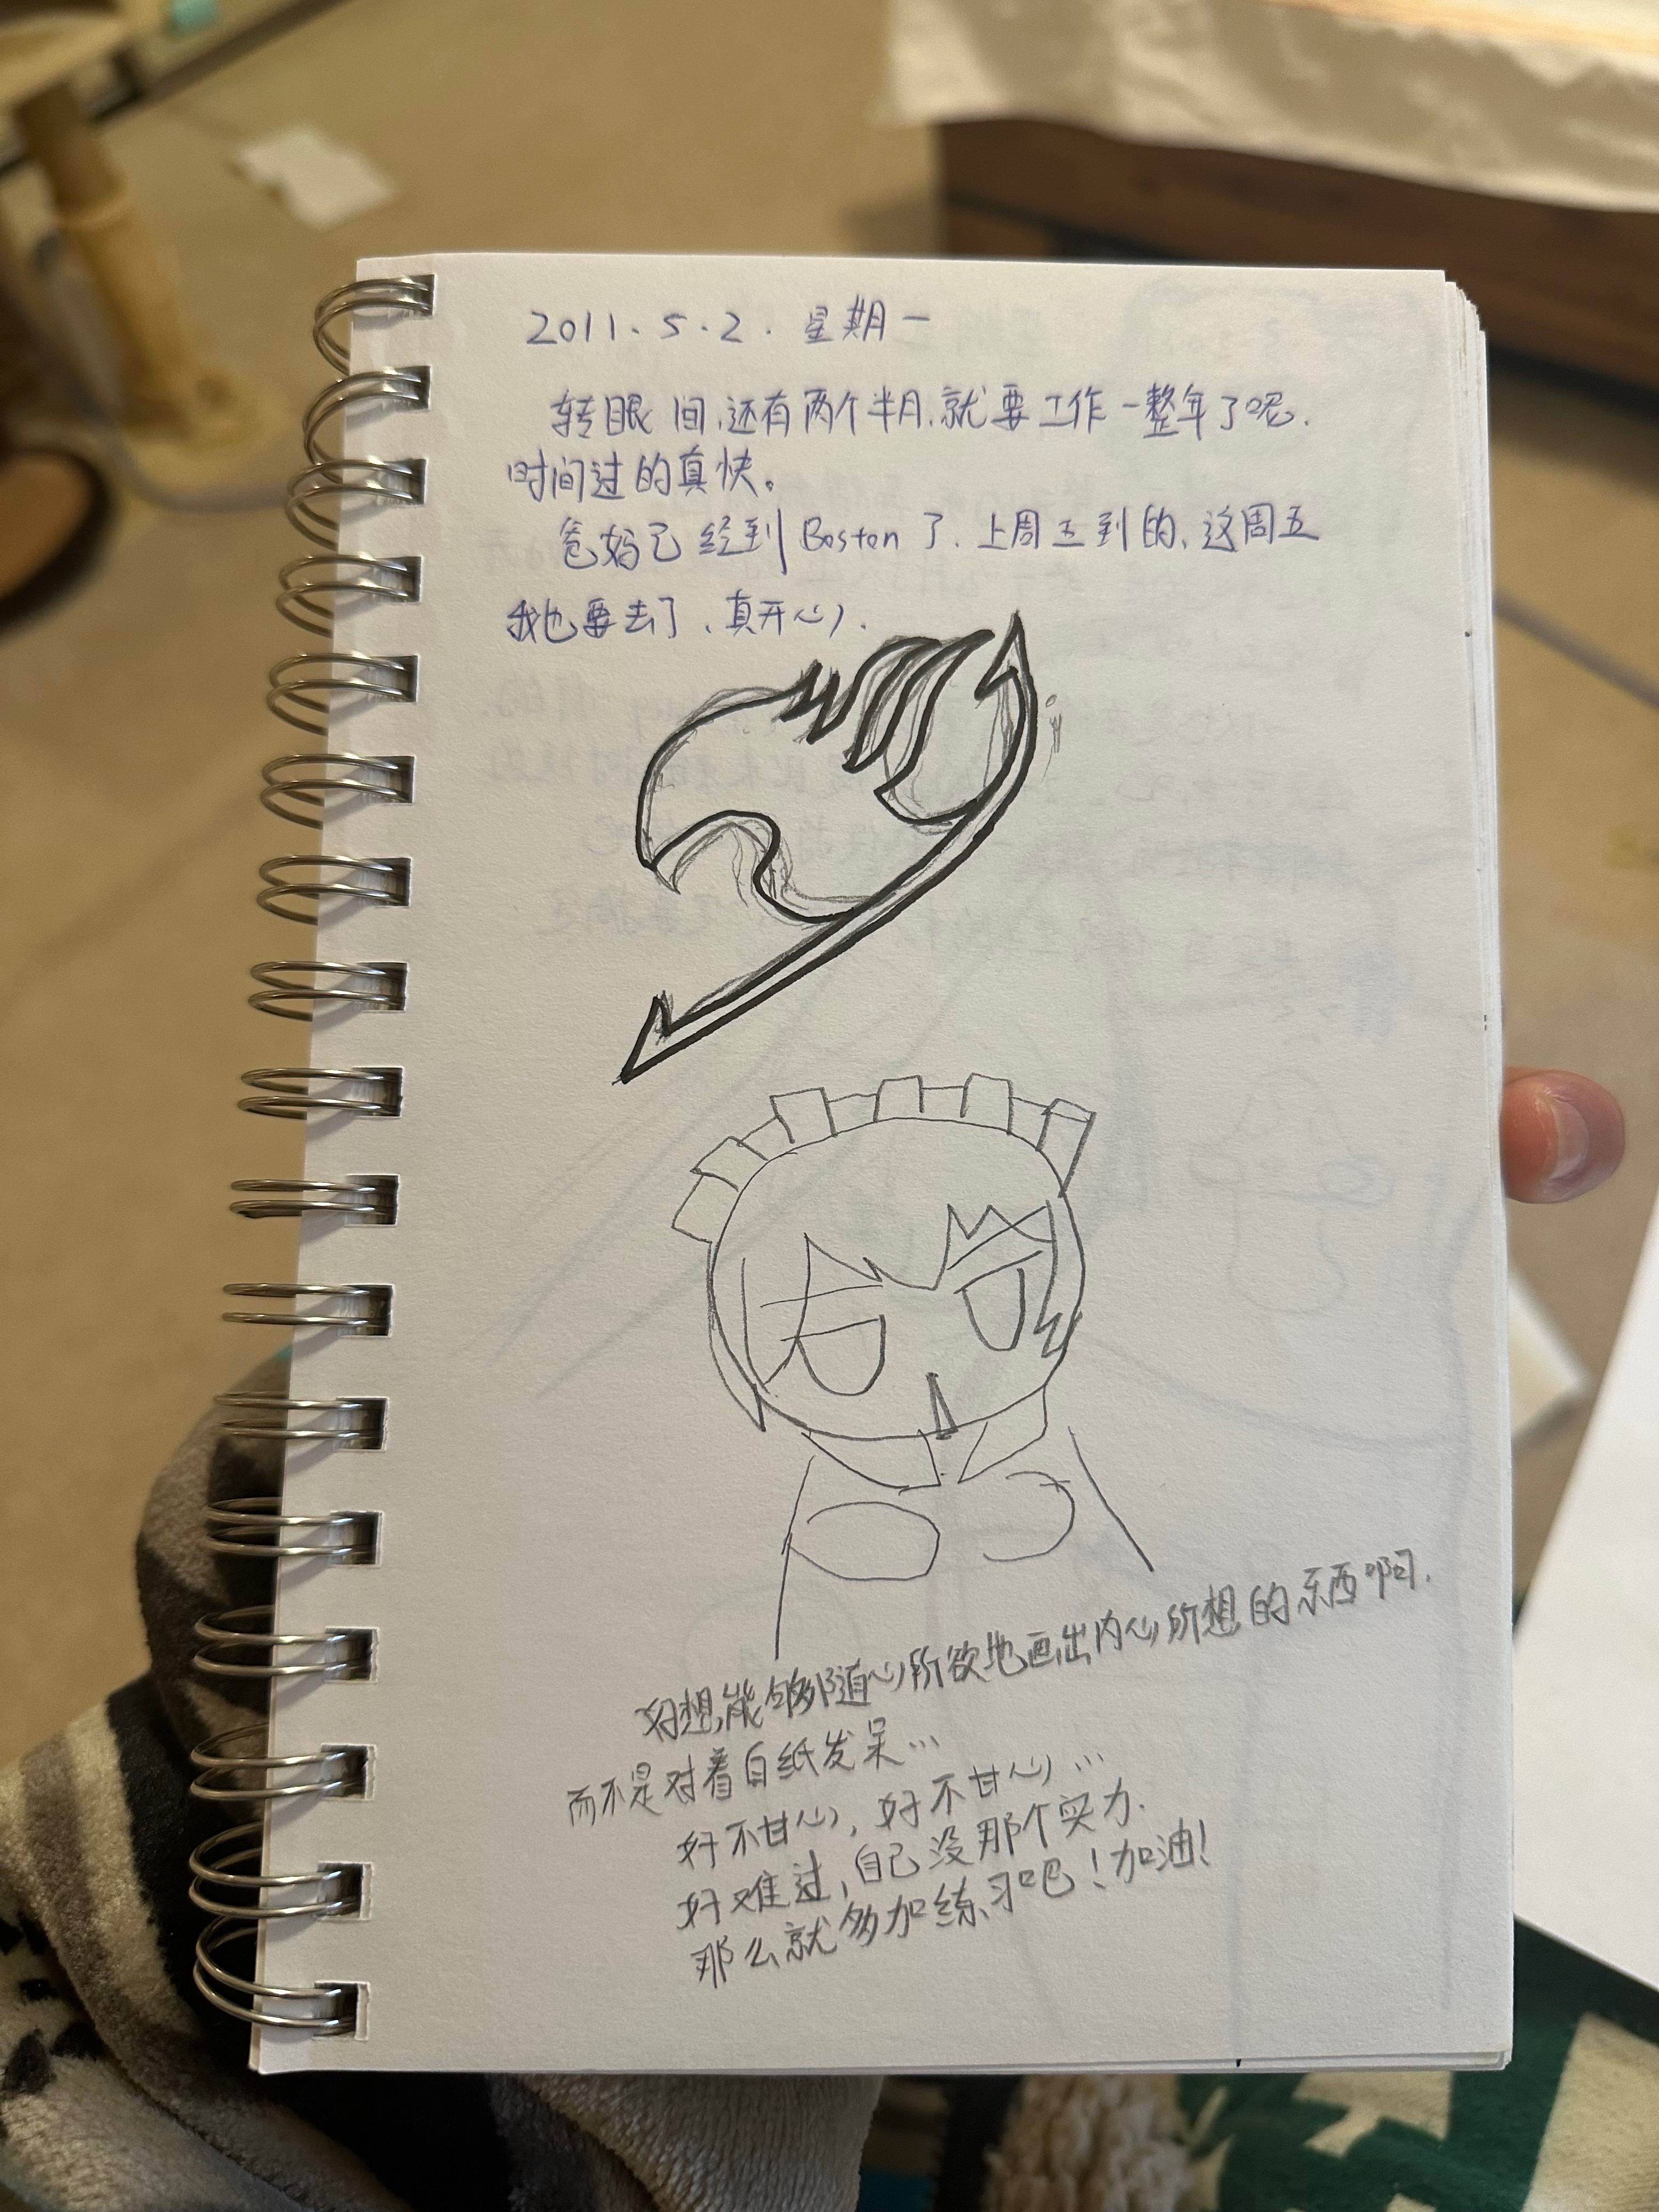 2011.5.2. 星期一
转眼间,还有两个半月,就要工作一整年了呢.
时间过的真快。
爸妈已经到Boston了.上周五到的,这周五
我也要去了、真开心.
好想能够随心所欲地画出内心所想的东西啊.
而不是对着白纸发呆...
好不甘心,好不甘心...
好难过,自己没那个实力.
那么就多加练习吧!加油!